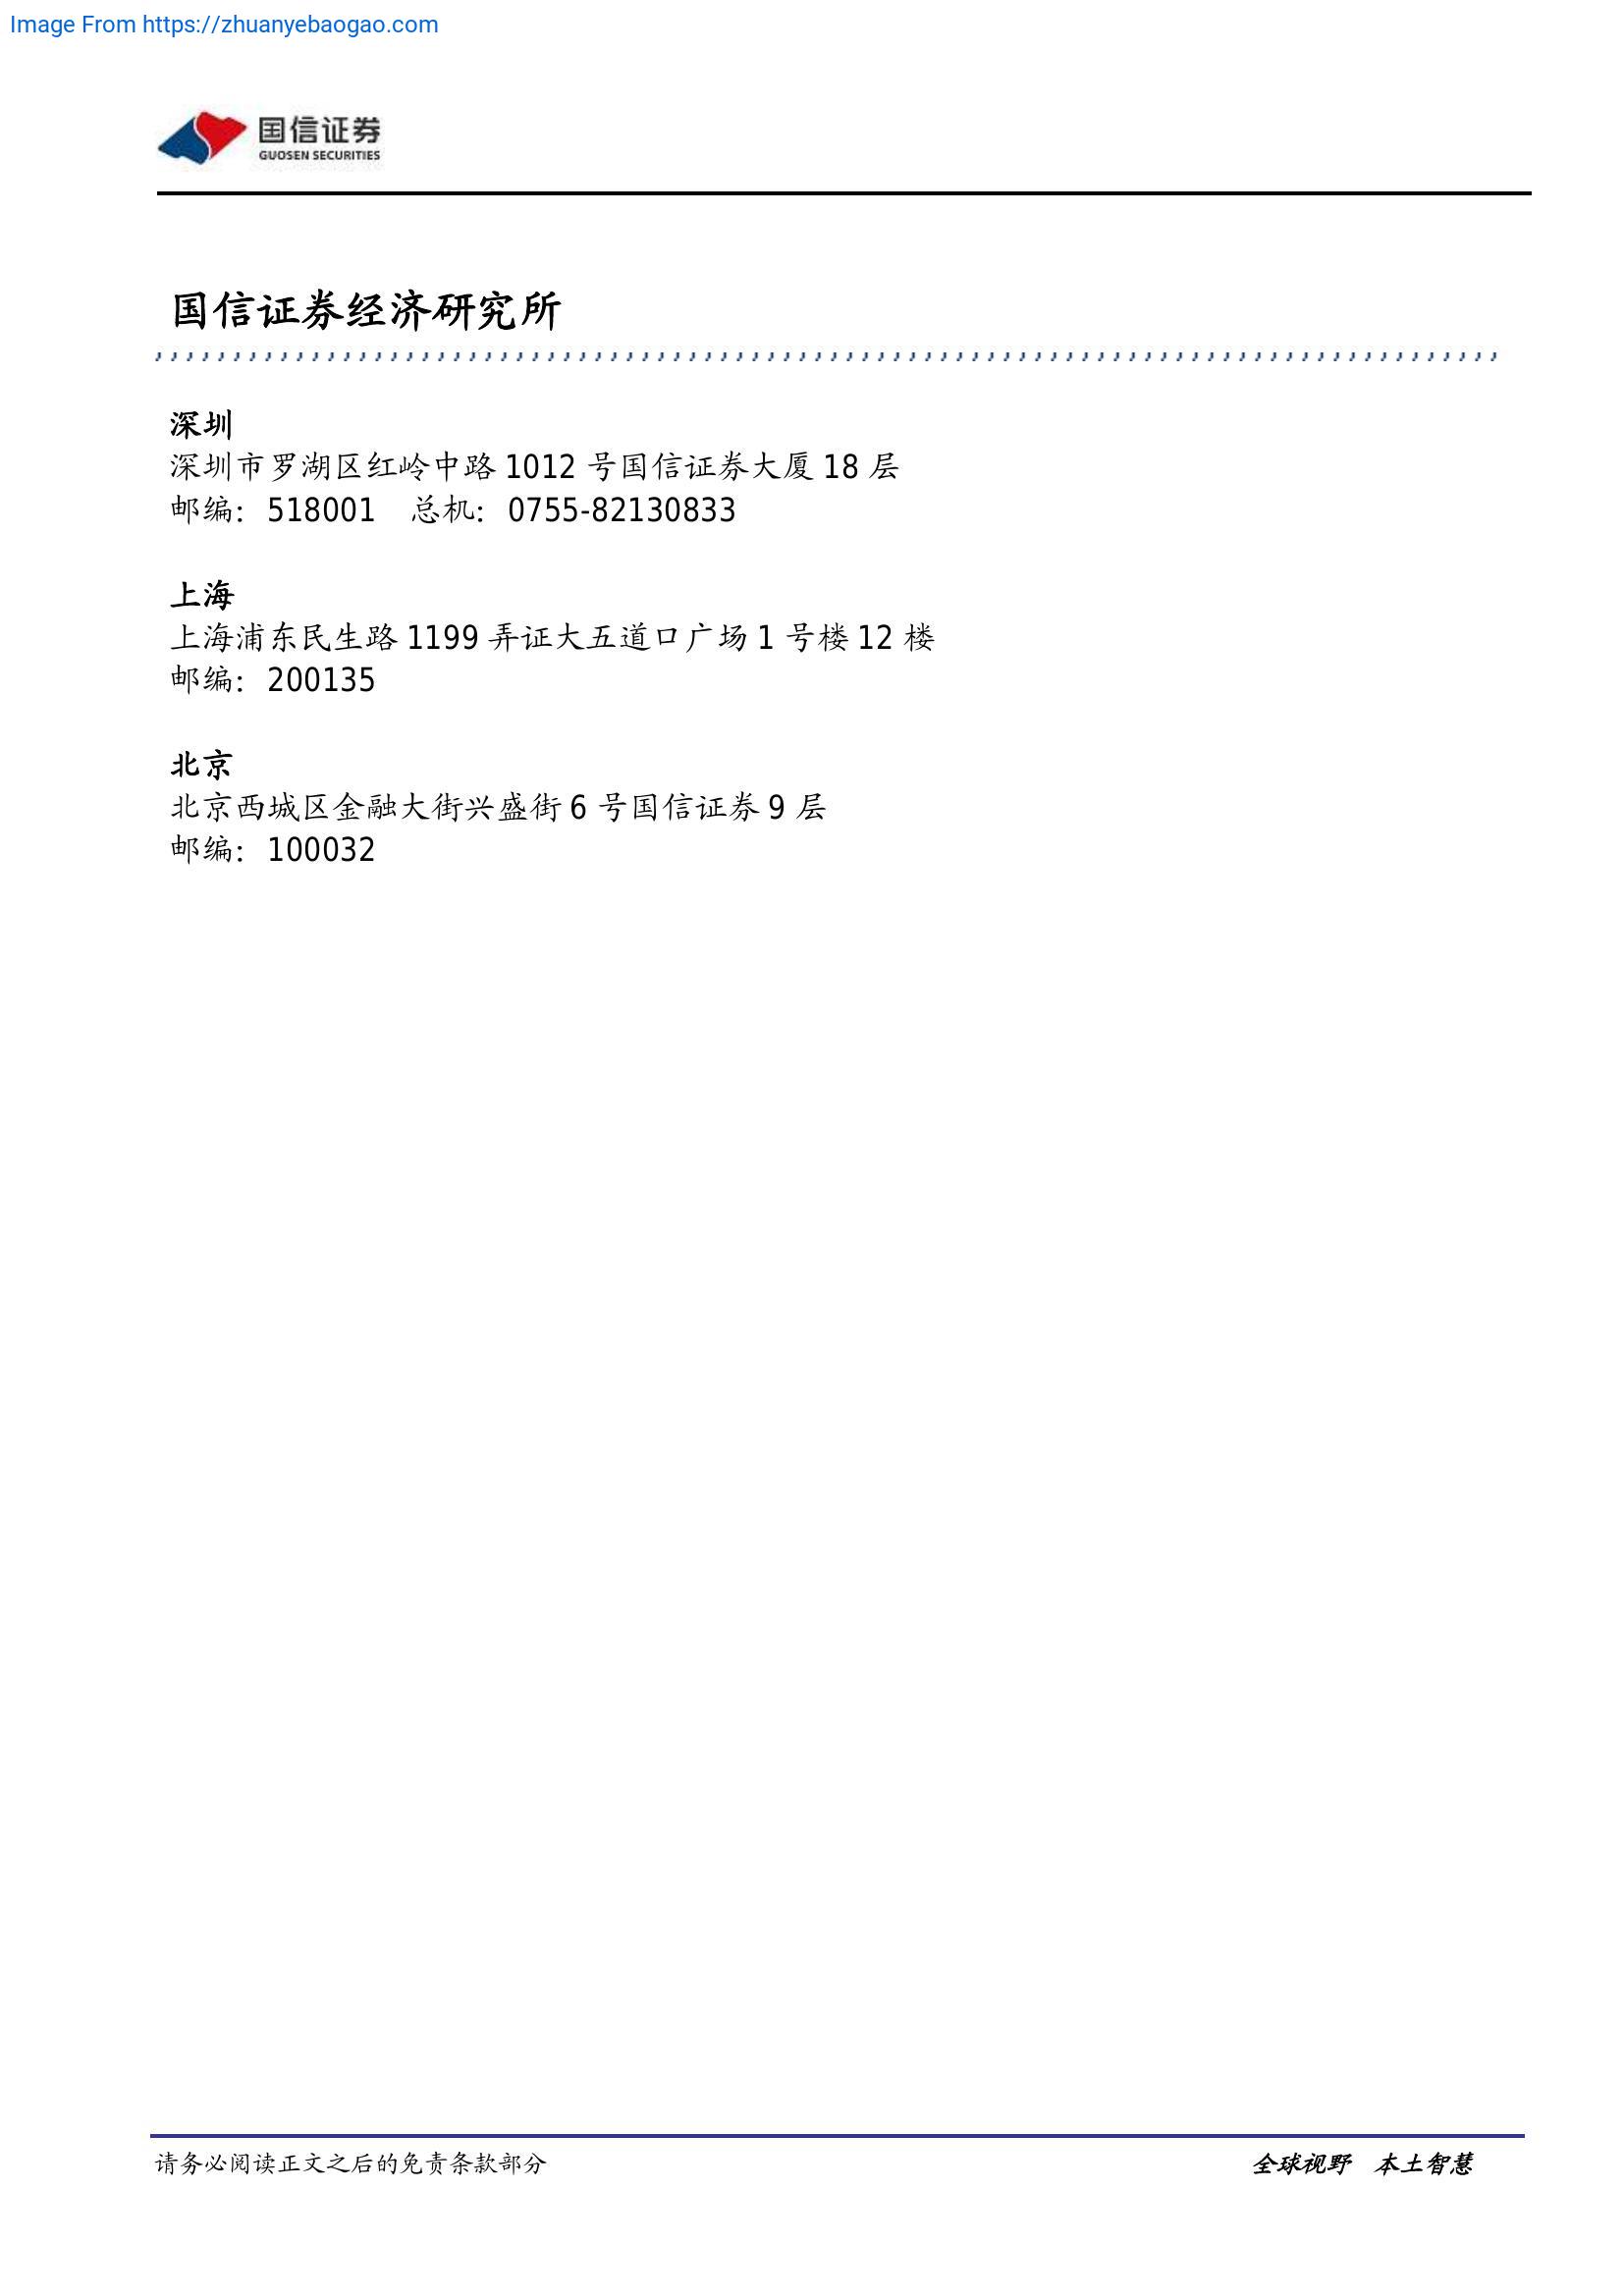 Image From https://zhuanyebaogao.com
国信证券
GUOSEN SECURITIES
国信证券经济研究所
深圳
深圳市罗湖区红岭中路 1012 号国信证券大厦 18 层
邮编：518001 总机：0755-82130833
上海
上海浦东民生路 1199 弄证大五道口广场 1 号楼 12 楼
邮编：200135
北京
北京西城区金融大街兴盛街 6 号国信证券 9 层
邮编：100032
请务必阅读正文之后的免责条款部分 全球视野 本土智慧